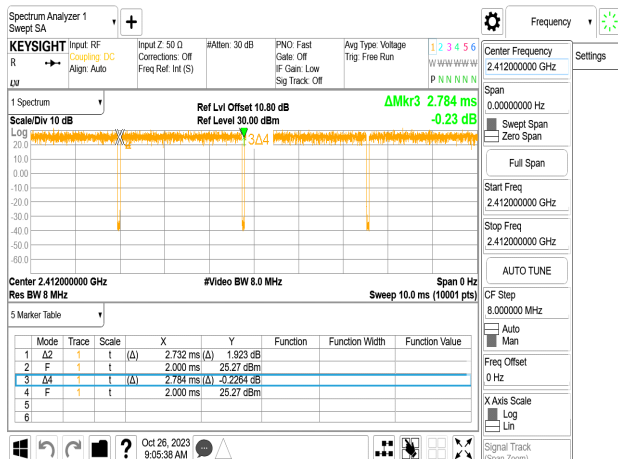 Spectrum Analyzer 1
Swept SA
Frequency
KEYSIGHT
R
LNI
Input: RF
Coupling: DC
Align: Auto
Input Z: 50 Ω
Corrections: Off
Freq Ref: Int (S)
#Atten: 30 dB
PNO: Fast
Gate: Off
IF Gain: Low
Sig Track: Off
Avg Type: Voltage
Trig: Free Run
1 2 3 4 5 6
W W W W W W
P N N N N N
Center Frequency
2.412000000 GHz
Settings
Span
0.00000000 Hz
Swept Span
Zero Span
Full Span
Start Freq
2.412000000 GHz
Stop Freq
2.412000000 GHz
AUTO TUNE
CF Step
8.000000 MHz
Auto
Man
Freq Offset
0 Hz
X Axis Scale
Log
Lin
Signal Track
(Span Zoom)
1 Spectrum
Scale/Div 10 dB
Ref Lvl Offset 10.80 dB
Ref Level 30.00 dBm
ΔMkr3 2.784 ms
-0.23 dB
Log
20.0
10.0
0.00
-10.0
-20.0
-30.0
-40.0
-50.0
-60.0
3Δ4
Center 2.412000000 GHz
Res BW 8 MHz
#Video BW 8.0 MHz
Span 0 Hz
Sweep 10.0 ms (10001 pts)
5 Marker Table
Mode Trace Scale X Y Function Function Width Function Value
1 Δ2 1 t (Δ) 2.732 ms (Δ) 1.923 dB
2 F 1 t 2.000 ms 25.27 dBm
3 Δ4 1 t (Δ) 2.784 ms (Δ) -0.2264 dB
4 F 1 t 2.000 ms 25.27 dBm
5
6
?
Oct 26, 2023
9:05:38 AM